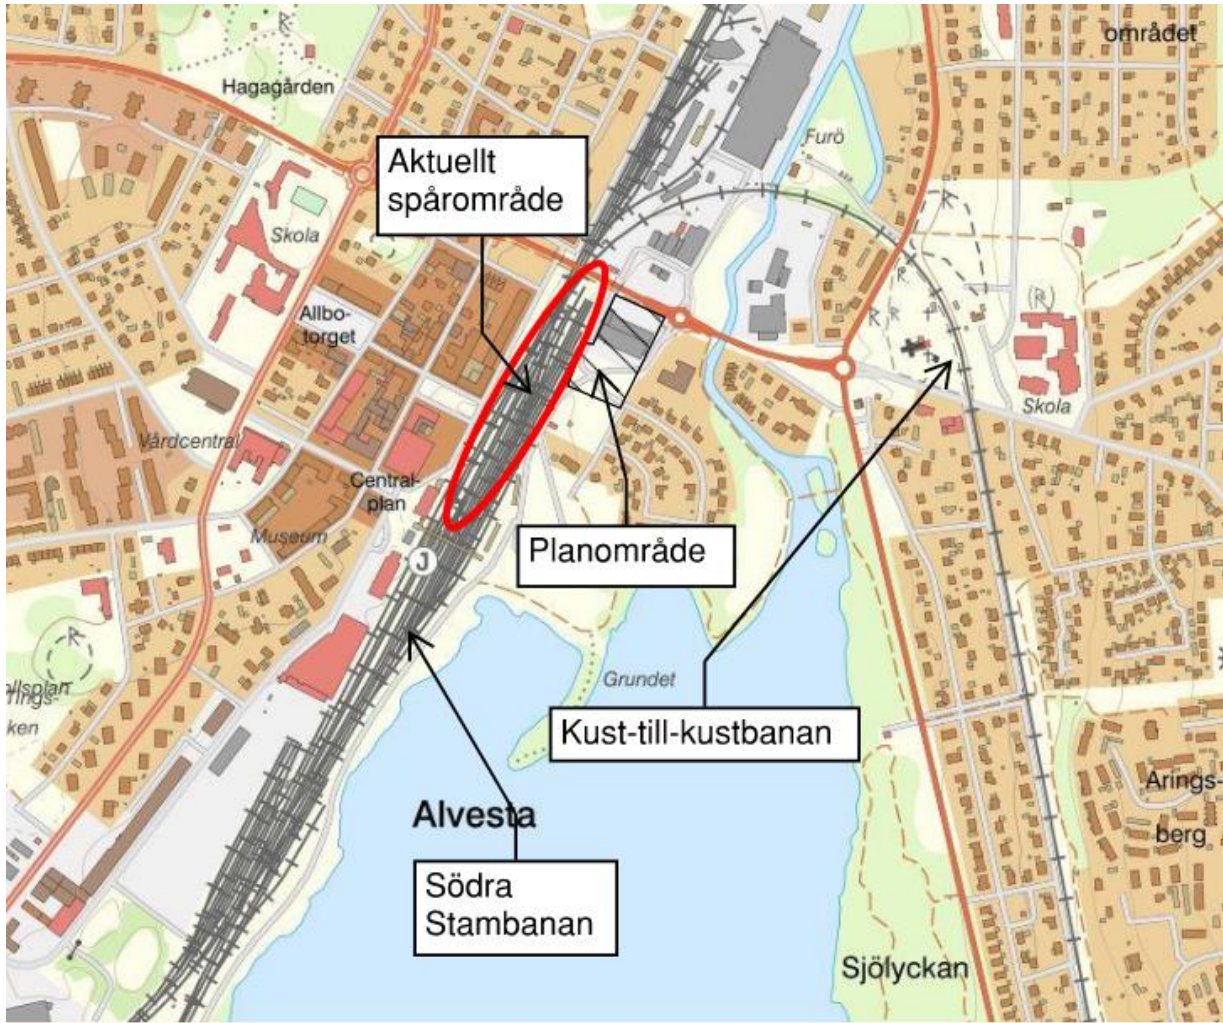 området
Hagagården
Furö
Aktuellt
spårområde
Skola
Allbo-
torget
Skola
Vårdcentral
Central-
plan
Museum
Planområde
J
Grundet
Kust-till-kustbanan
Alvesta
Arings-
berg
Södra
Stambanan
Sjölyckan
ken